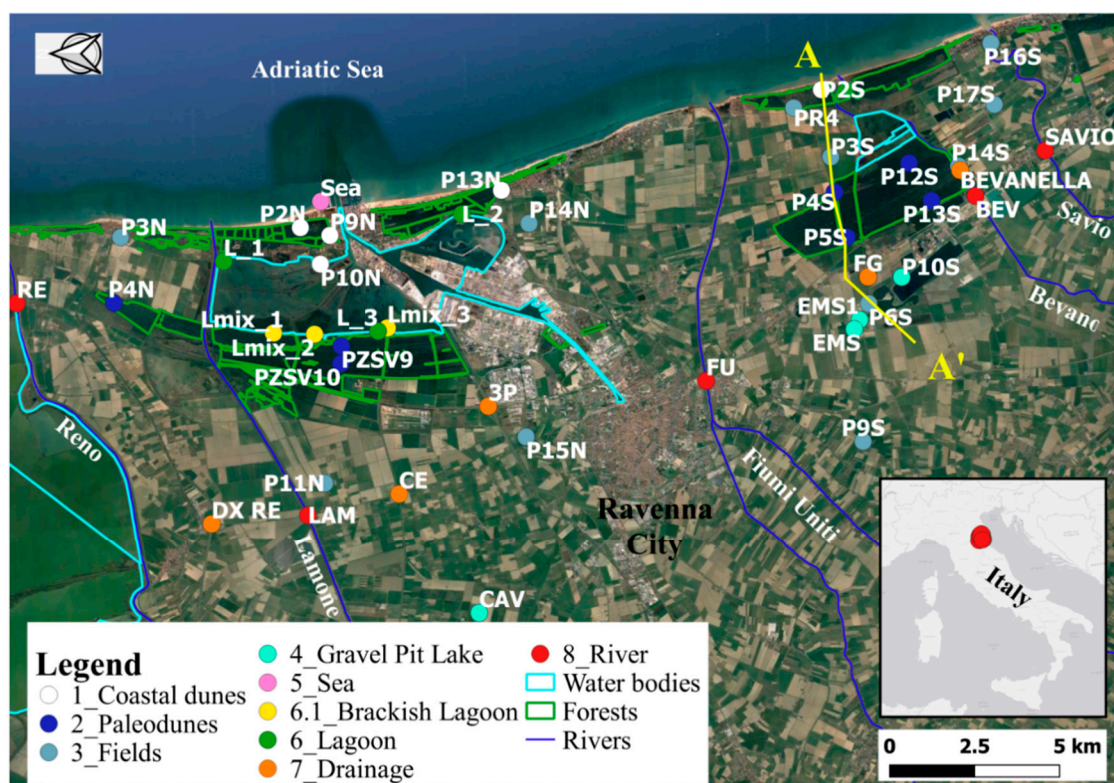 Adriatic Sea
A
P16S
P2S
PR4
P17S
P3S
SAVIO
P14S
P12S
BEVANELLA
BEV
P4S
P13S
Savio
P5S
Sea
P13N
P2N
P9N
L_2
P14N
P3N
L_1
P10N
FG
P10S
RE
P4N
Lmix_1
L_3
Lmix_3
Lmix_2
PZSV9
PZSV10
EMS1
P6S
EMS
A'
FU
3P
P9S
P15N
Reno
P11N
CE
DX RE
LAM
Lamone
Ravenna
City
Fiumi Uniti
CAV
Italy
Legend
1_Coastal dunes
2_Paleodunes
3_Fields
4_Gravel Pit Lake
5_Sea
6.1_Brackish Lagoon
6_Lagoon
7_Drainage
8_River
Water bodies
Forests
Rivers
0 2.5 5 km